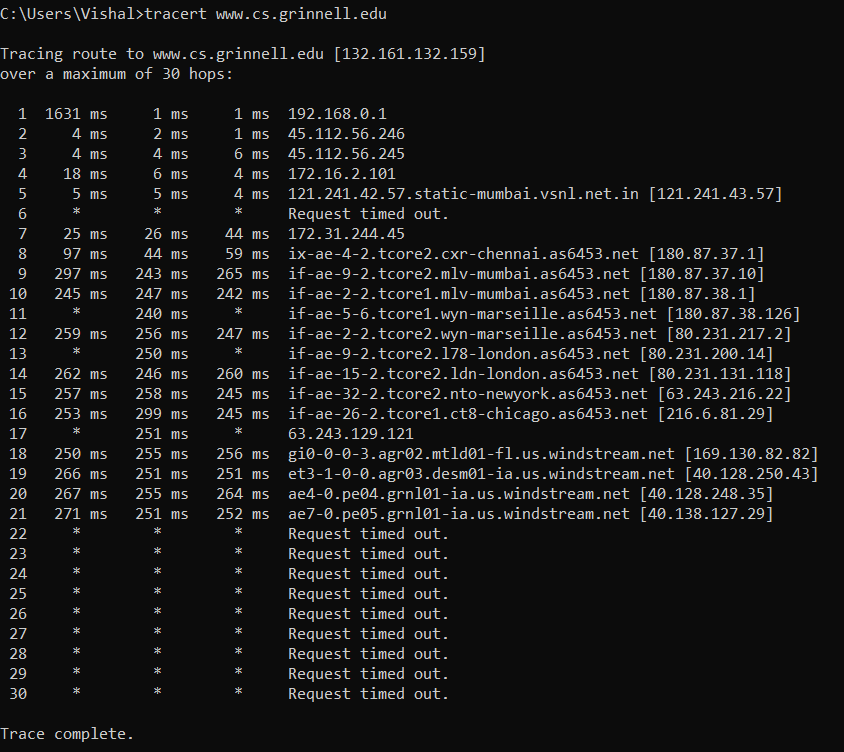 C:\Users\Vishal>tracert www.cs.grinnell.edu
Tracing route to www.cs.grinnell.edu [132.161.132.159]
over a maximum of 30 hops:
1 1631 ms 1 ms 1 ms 192.168.0.1
2 4 ms 2 ms 1 ms 45.112.56.246
3 4 ms 4 ms 6 ms 45.112.56.245
4 18 ms 6 ms 4 ms 172.16.2.101
5 5 ms 5 ms 4 ms 121.241.42.57.static-mumbai.vsnl.net.in [121.241.43.57]
6 * * * Request timed out.
7 25 ms 26 ms 44 ms 172.31.244.45
8 97 ms 44 ms 59 ms ix-ae-4-2.tcore2.cxr-chennai.as6453.net [180.87.37.1]
9 297 ms 243 ms 265 ms if-ae-9-2.tcore2.mlv-mumbai.as6453.net [180.87.37.10]
10 245 ms 247 ms 242 ms if-ae-2-2.tcore1.mlv-mumbai.as6453.net [180.87.38.1]
11 * 240 ms * if-ae-5-6.tcore1.wyn-marseille.as6453.net [180.87.38.126]
12 259 ms 256 ms 247 ms if-ae-2-2.tcore2.wyn-marseille.as6453.net [80.231.217.2]
13 * 250 ms * if-ae-9-2.tcore2.l78-london.as6453.net [80.231.200.14]
14 262 ms 246 ms 260 ms if-ae-15-2.tcore2.ldn-london.as6453.net [80.231.131.118]
15 257 ms 258 ms 245 ms if-ae-32-2.tcore2.nto-newyork.as6453.net [63.243.216.22]
16 253 ms 299 ms 245 ms if-ae-26-2.tcore1.ct8-chicago.as6453.net [216.6.81.29]
17 * 251 ms * 63.243.129.121
18 250 ms 255 ms 256 ms gi0-0-0-3.agr02.mtld01-fl.us.windstream.net [169.130.82.82]
19 266 ms 251 ms 251 ms et3-1-0-0.agr03.desm01-ia.us.windstream.net [40.128.250.43]
20 267 ms 255 ms 264 ms ae4-0.pe04.grnl01-ia.us.windstream.net [40.128.248.35]
21 271 ms 251 ms 252 ms ae7-0.pe05.grnl01-ia.us.windstream.net [40.138.127.29]
22 * * * Request timed out.
23 * * * Request timed out.
24 * * * Request timed out.
25 * * * Request timed out.
26 * * * Request timed out.
27 * * * Request timed out.
28 * * * Request timed out.
29 * * * Request timed out.
30 * * * Request timed out.
Trace complete.